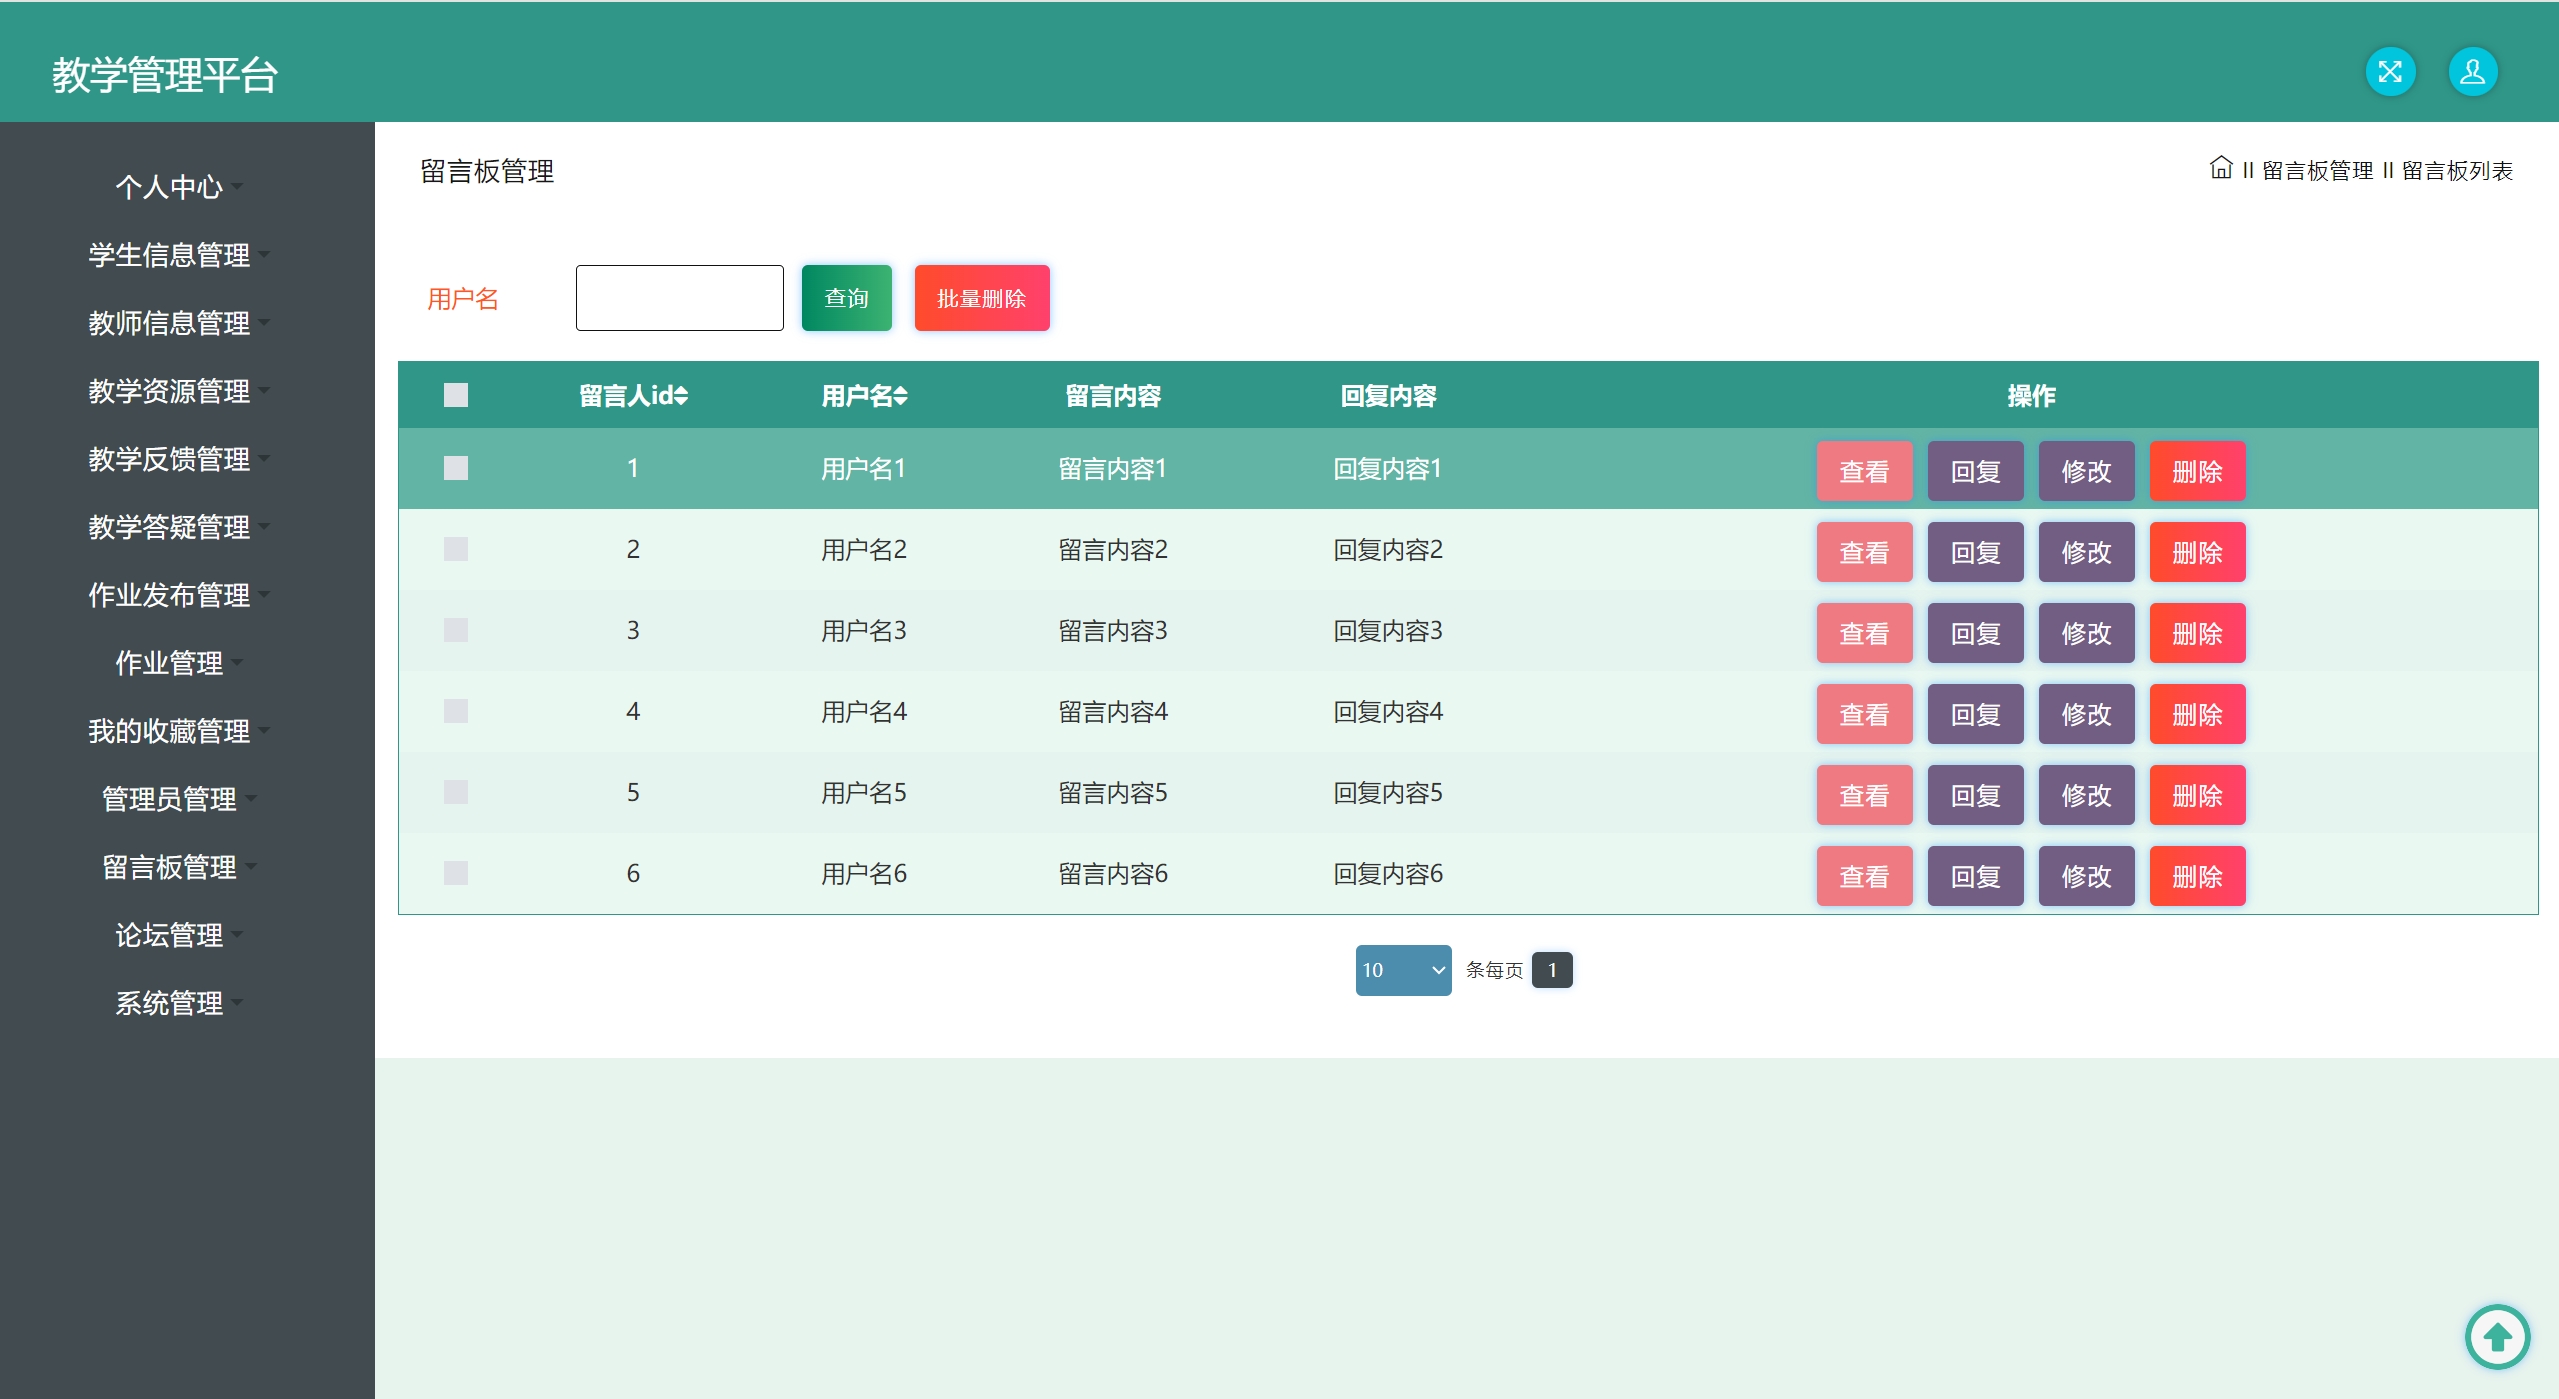 教学管理平台
个人中心
学生信息管理
教师信息管理
教学资源管理
教学反馈管理
教学答疑管理
作业发布管理
作业管理
我的收藏管理
管理员管理
留言板管理
论坛管理
系统管理
留言板管理
留言板管理 留言板列表
用户名 查询 批量删除
留言人id 用户名 留言内容 回复内容 操作
1 用户名1 留言内容1 回复内容1 查看 回复 修改 删除
2 用户名2 留言内容2 回复内容2 查看 回复 修改 删除
3 用户名3 留言内容3 回复内容3 查看 回复 修改 删除
4 用户名4 留言内容4 回复内容4 查看 回复 修改 删除
5 用户名5 留言内容5 回复内容5 查看 回复 修改 删除
6 用户名6 留言内容6 回复内容6 查看 回复 修改 删除
10 条每页 1